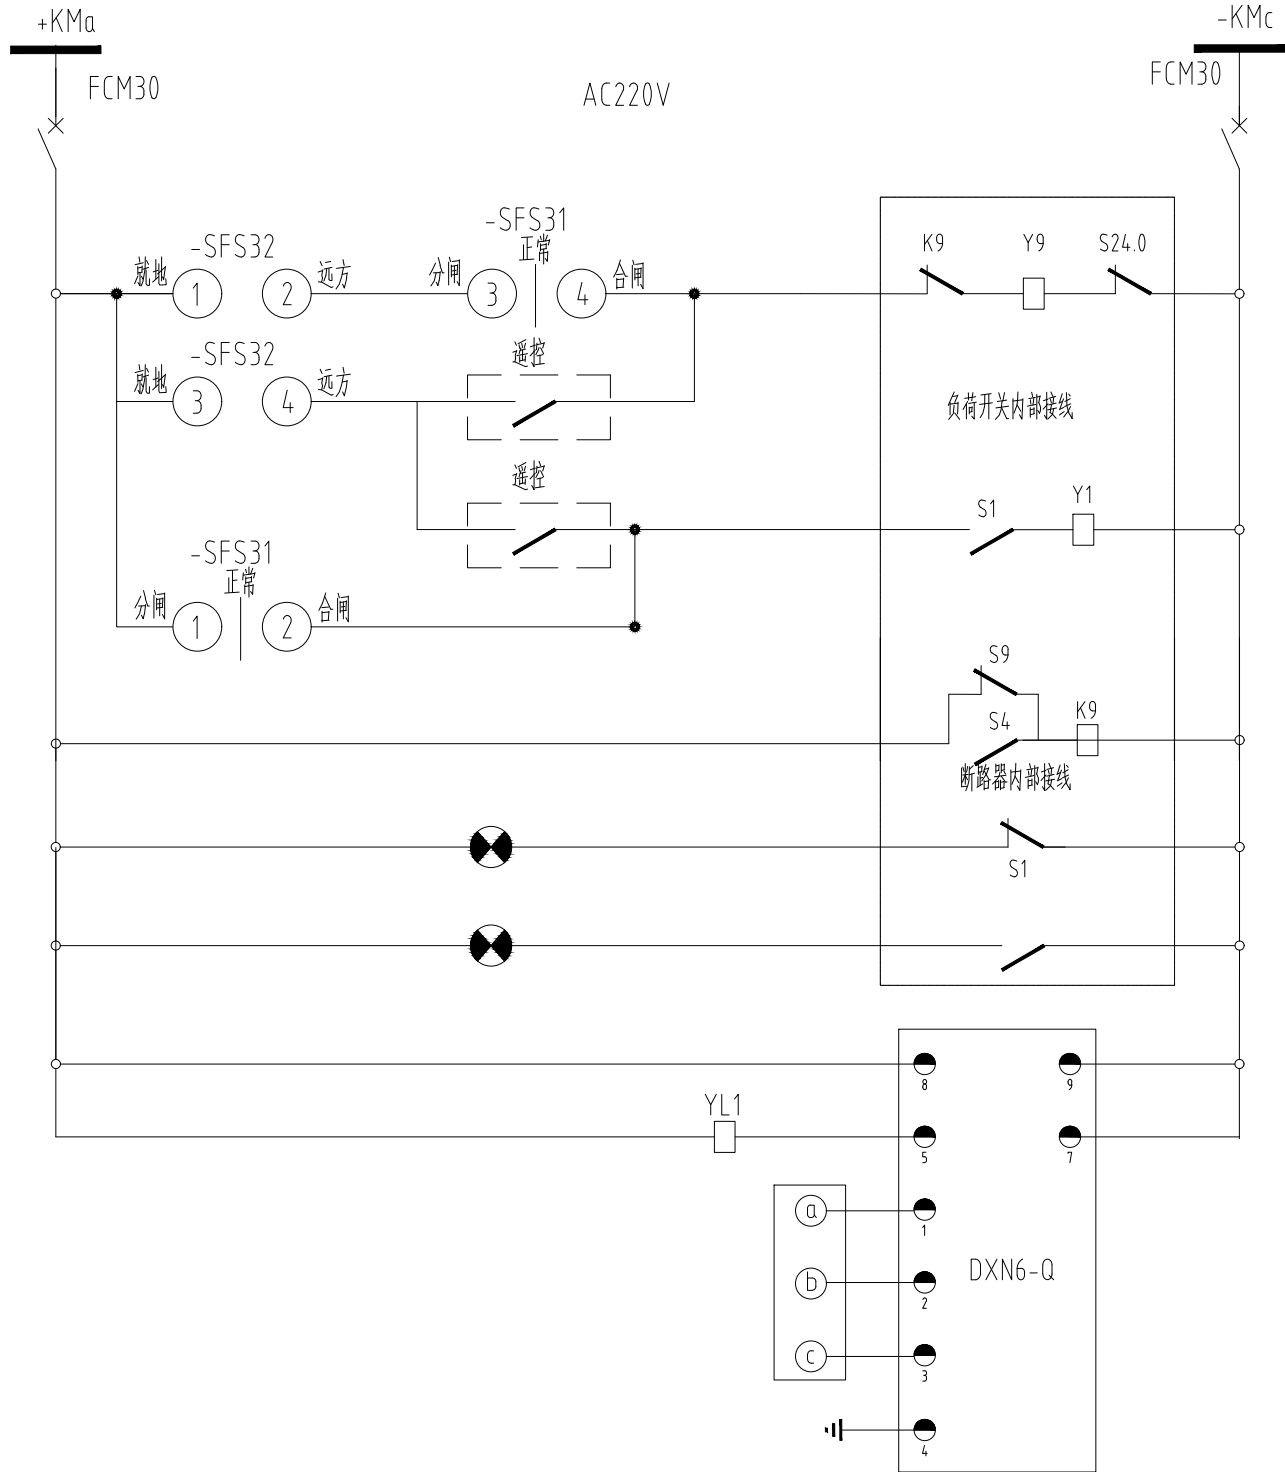 +KMa
-KMc
FCM30
AC220V
FCM30
-SFS31
正常
-SFS32
就地
1
2
远方
分闸
3
4
合闸
K9
Y9
S24.0
-SFS32
就地
3
4
远方
遥控
负荷开关内部接线
遥控
S1
Y1
-SFS31
正常
分闸
1
2
合闸
S9
S4
K9
断路器内部接线
S1
8
9
YL1
5
7
a
1
b
2
DXN6-Q
c
3
4